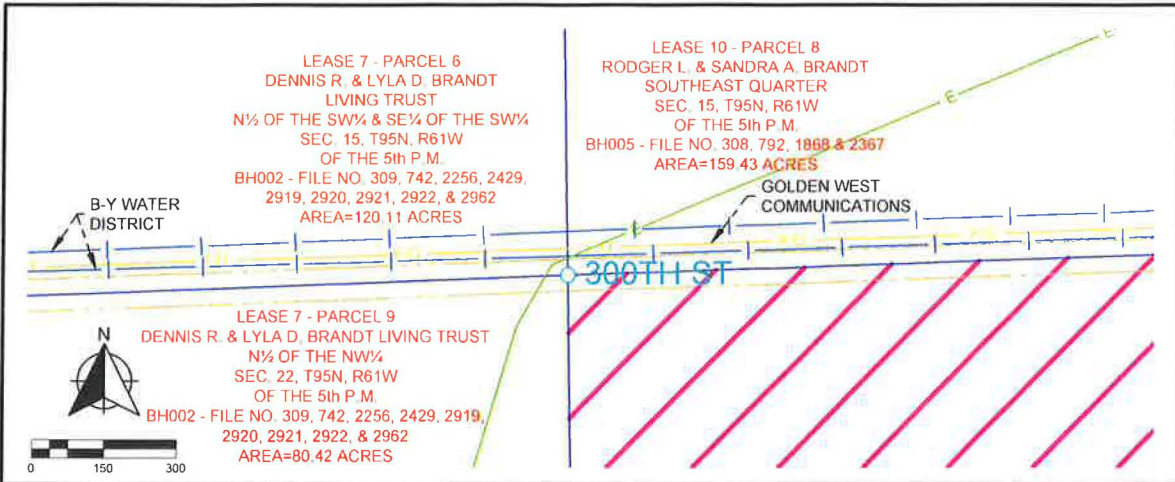 LEASE 7 - PARCEL 6
DENNIS R. & LYLA D. BRANDT
LIVING TRUST
N½ OF THE SW¼ & SE¼ OF THE SW¼
SEC. 15, T95N, R61W
OF THE 5th P.M.
BH002 - FILE NO. 309, 742, 2256, 2429,
2919, 2920, 2921, 2922, & 2962
AREA=120.11 ACRES
LEASE 10 - PARCEL 8
RODGER L. & SANDRA A. BRANDT
SOUTHEAST QUARTER
SEC. 15, T95N, R61W
OF THE 5th P.M.
BH005 - FILE NO. 308, 792, 1868 & 2367
AREA=159.43 ACRES
E
E
E
B-Y WATER
DISTRICT
GOLDEN WEST
COMMUNICATIONS
300TH ST
LEASE 7 - PARCEL 9
DENNIS R. & LYLA D. BRANDT LIVING TRUST
N½ OF THE NW¼
SEC. 22, T95N, R61W
OF THE 5th P.M.
BH002 - FILE NO. 309, 742, 2256, 2429, 2919,
2920, 2921, 2922, & 2962
AREA=80.42 ACRES
N
0 150 300